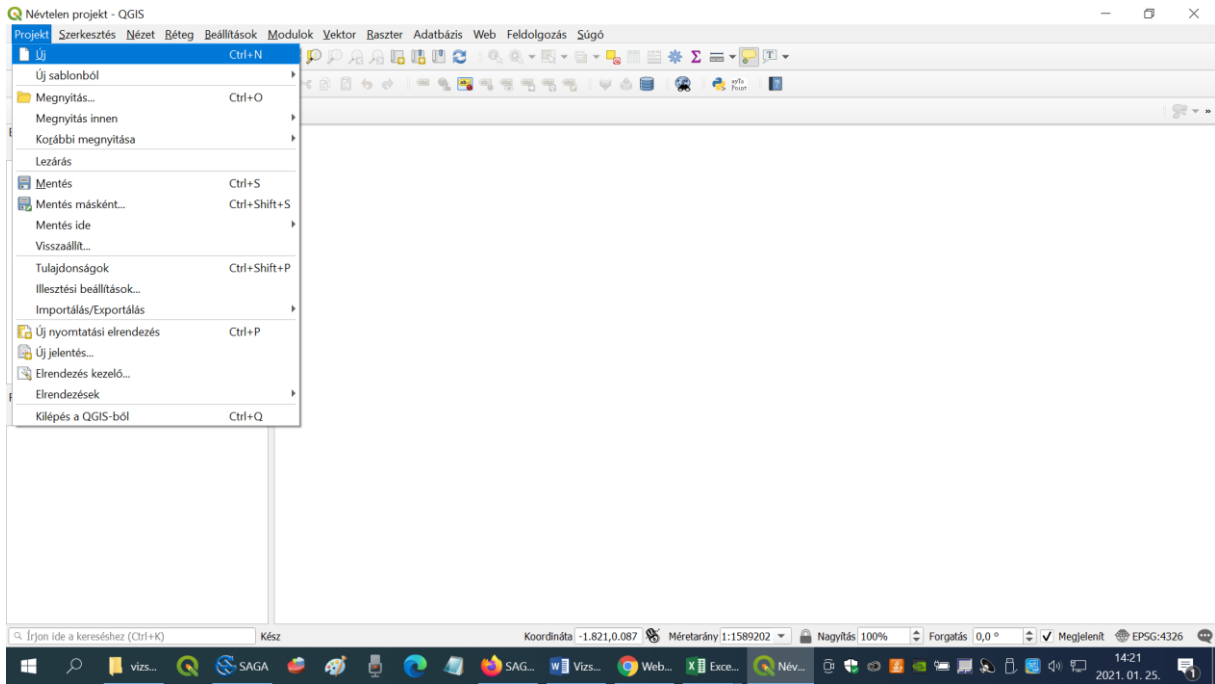 Névtelen projekt - QGIS
Projekt Szerkesztés Nézet Réteg Beállítások Modulok Vektor Raszter Adatbázis Web Feldolgozás Súgó
Új Ctrl+N
Új sablonból
Megnyitás... Ctrl+O
Megnyitás innen
Korábbi megnyitása
Lezárás
Mentés Ctrl+S
Mentés másként... Ctrl+Shift+S
Mentés ide
Visszaállít...
Tulajdonságok Ctrl+Shift+P
Illesztési beállítások...
Importálás/Exportálás
Új nyomtatási elrendezés Ctrl+P
Új jelentés...
Elrendezés kezelő...
Elrendezések
Kilépés a QGIS-ből Ctrl+Q
Írjon ide a kereséshez (Ctrl+K) Kész Koordináta -1.821,0.087 Méretarány 1:1589202 Nagyítás 100% Forgatás 0,0 ° Megjelenít EPSG:4326
vizs... SAGA SAG... Vizs... Web... Exce... Név... 14:21
2021. 01. 25.